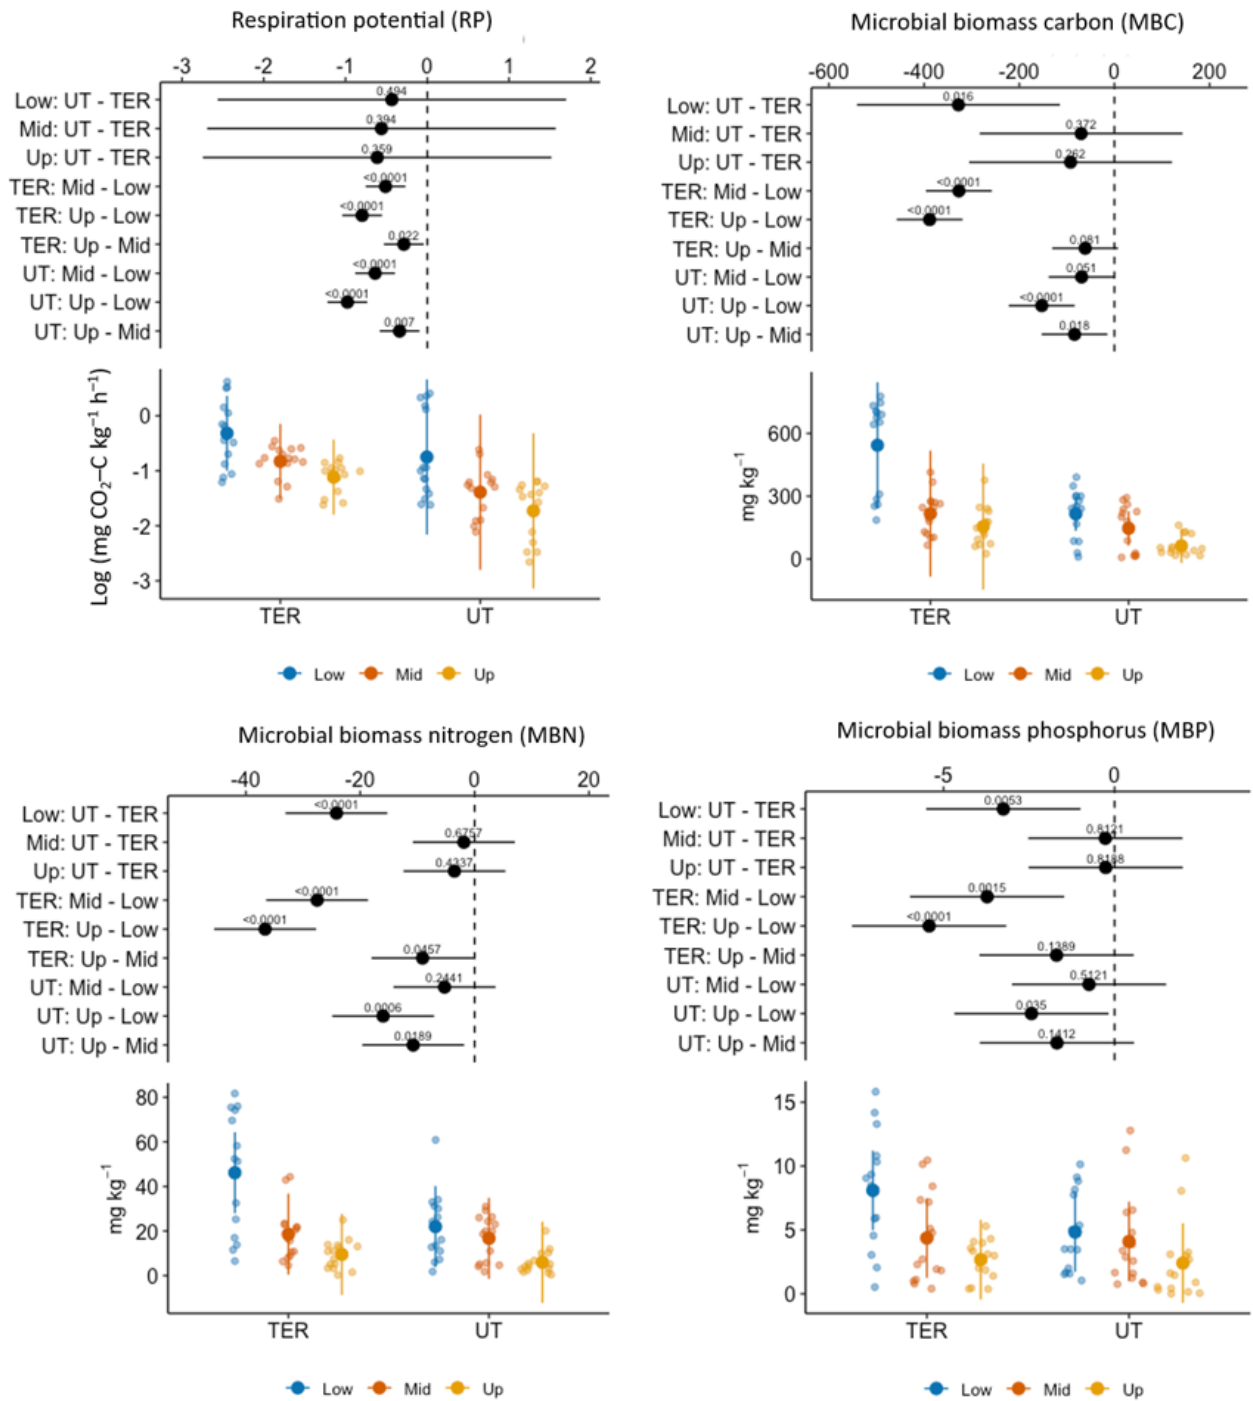 Respiration potential (RP)
-3 -2 -1 0 1 2
Low: UT - TER 0.494
Mid: UT - TER 0.394
Up: UT - TER 0.359
TER: Mid - Low <0.0001
TER: Up - Low <0.0001
TER: Up - Mid 0.022
UT: Mid - Low <0.0001
UT: Up - Low <0.0001
UT: Up - Mid 0.007
Log (mg CO₂–C kg⁻¹ h⁻¹)
0
-1
-2
-3
TER UT
Low Mid Up
Microbial biomass carbon (MBC)
-600 -400 -200 0 200
Low: UT - TER 0.016
Mid: UT - TER 0.372
Up: UT - TER 0.262
TER: Mid - Low <0.0001
TER: Up - Low <0.0001
TER: Up - Mid 0.081
UT: Mid - Low 0.051
UT: Up - Low <0.0001
UT: Up - Mid 0.018
mg kg⁻¹
600
300
0
TER UT
Low Mid Up
Microbial biomass nitrogen (MBN)
-40 -20 0 20
Low: UT - TER <0.0001
Mid: UT - TER 0.6757
Up: UT - TER 0.4337
TER: Mid - Low <0.0001
TER: Up - Low <0.0001
TER: Up - Mid 0.0457
UT: Mid - Low 0.2441
UT: Up - Low 0.0006
UT: Up - Mid 0.0189
mg kg⁻¹
80
60
40
20
0
TER UT
Low Mid Up
Microbial biomass phosphorus (MBP)
-5 0
Low: UT - TER 0.0053
Mid: UT - TER 0.8121
Up: UT - TER 0.8188
TER: Mid - Low 0.0015
TER: Up - Low <0.0001
TER: Up - Mid 0.1389
UT: Mid - Low 0.5121
UT: Up - Low 0.035
UT: Up - Mid 0.1412
mg kg⁻¹
15
10
5
0
TER UT
Low Mid Up